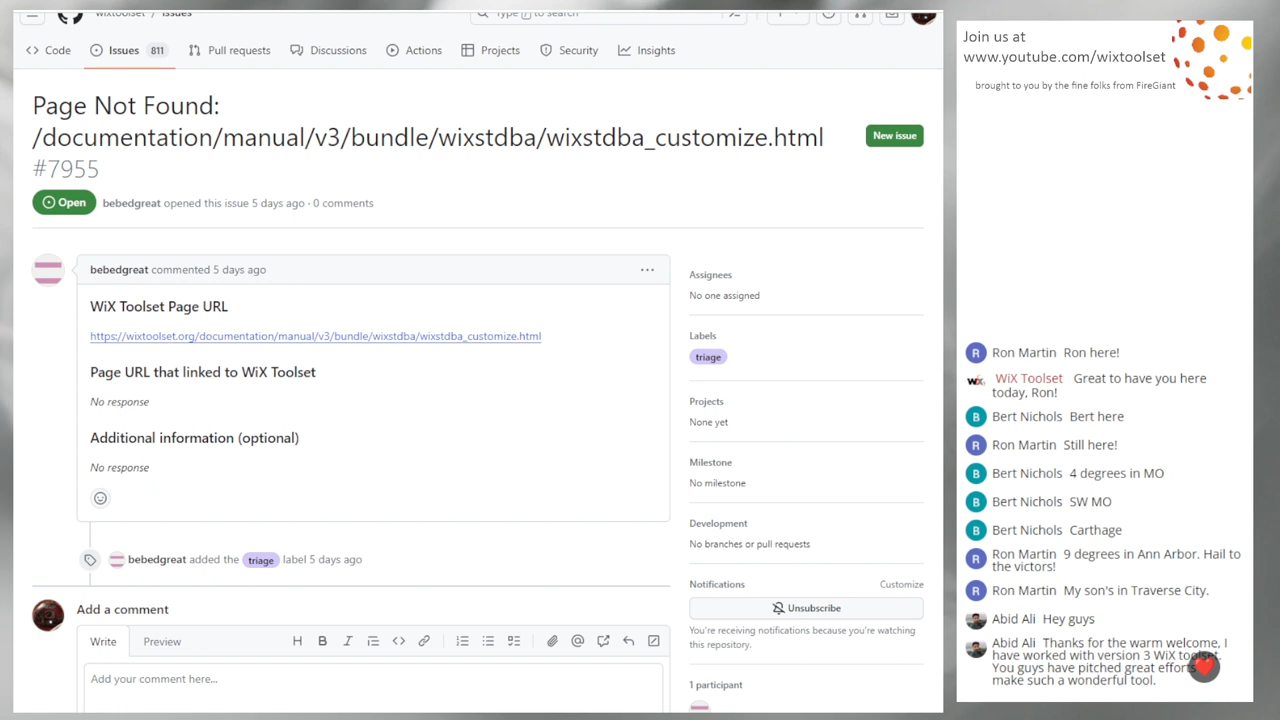 wixtoolset / issues
Type / to search
Code
Issues 811
Pull requests
Discussions
Actions
Projects
Security
Insights
Page Not Found:
/documentation/manual/v3/bundle/wixstdba/wixstdba_customize.html
#7955
New issue
Open
bebedgreat opened this issue 5 days ago · 0 comments
bebedgreat commented 5 days ago
WiX Toolset Page URL
https://wixtoolset.org/documentation/manual/v3/bundle/wixstdba/wixstdba_customize.html
Page URL that linked to WiX Toolset
No response
Additional information (optional)
No response
bebedgreat added the triage label 5 days ago
Add a comment
Write
Preview
Add your comment here...
Assignees
No one assigned
Labels
triage
Projects
None yet
Milestone
No milestone
Development
No branches or pull requests
Notifications
Customize
Unsubscribe
You're receiving notifications because you're watching
this repository.
1 participant
Join us at
www.youtube.com/wixtoolset
brought to you by the fine folks from FireGiant
R Ron Martin Ron here!
WiX WiX Toolset Great to have you here
today, Ron!
B Bert Nichols Bert here
R Ron Martin Still here!
B Bert Nichols 4 degrees in MO
B Bert Nichols SW MO
B Bert Nichols Carthage
R Ron Martin 9 degrees in Ann Arbor. Hail to
the victors!
R Ron Martin My son's in Traverse City.
Abid Ali Hey guys
Abid Ali Thanks for the warm welcome, I
have worked with version 3 WiX toolset.
You guys have pitched great efforts
make such a wonderful tool.